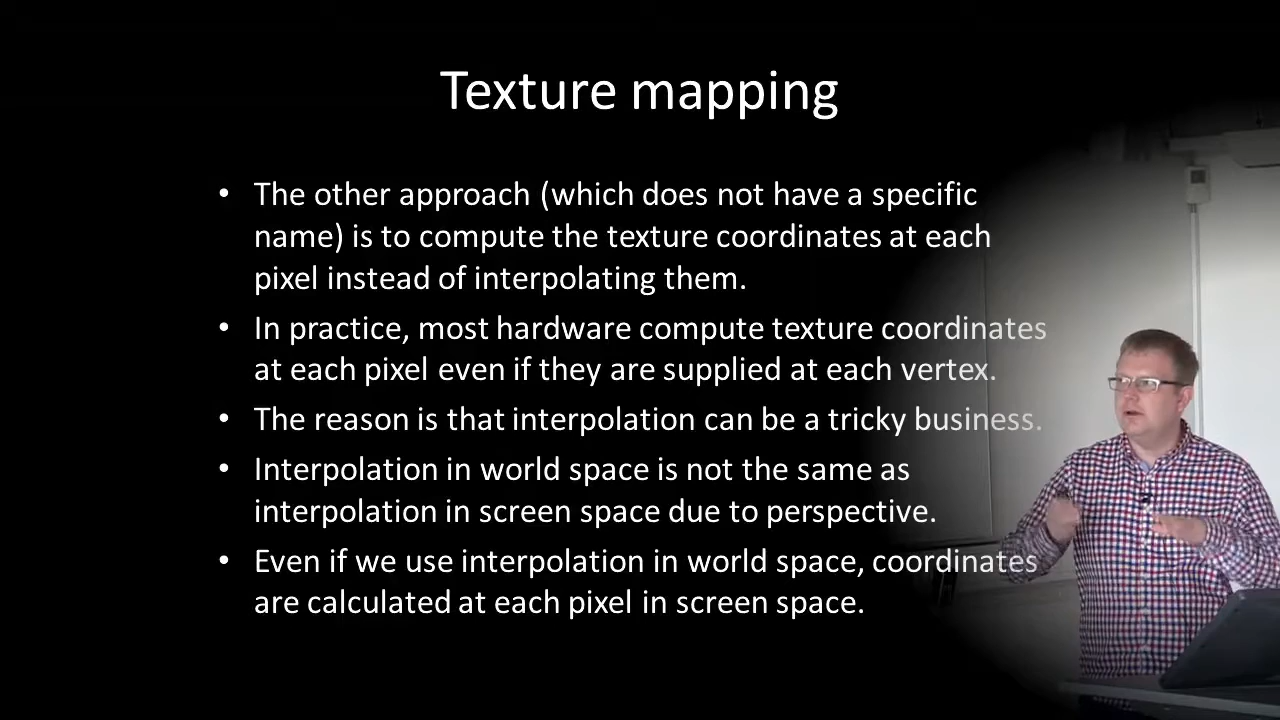 Texture mapping
• The other approach (which does not have a specific
name) is to compute the texture coordinates at each
pixel instead of interpolating them.
• In practice, most hardware compute texture coordinates
at each pixel even if they are supplied at each vertex.
• The reason is that interpolation can be a tricky business.
• Interpolation in world space is not the same as
interpolation in screen space due to perspective.
• Even if we use interpolation in world space, coordinates
are calculated at each pixel in screen space.